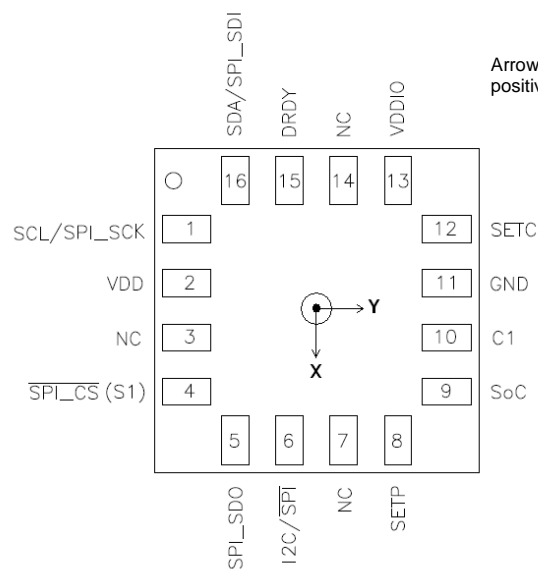 SDA/SPI_SDI
DRDY
NC
VDDIO
Arrow
positiv
16
15
14
13
SCL/SPI_SCK
1
12
SETC
VDD
2
11
GND
Y
NC
3
10
C1
X
SPI_CS (S1)
4
9
SoC
5
6
7
8
SPI_SDO
I2C/SPI
NC
SETP